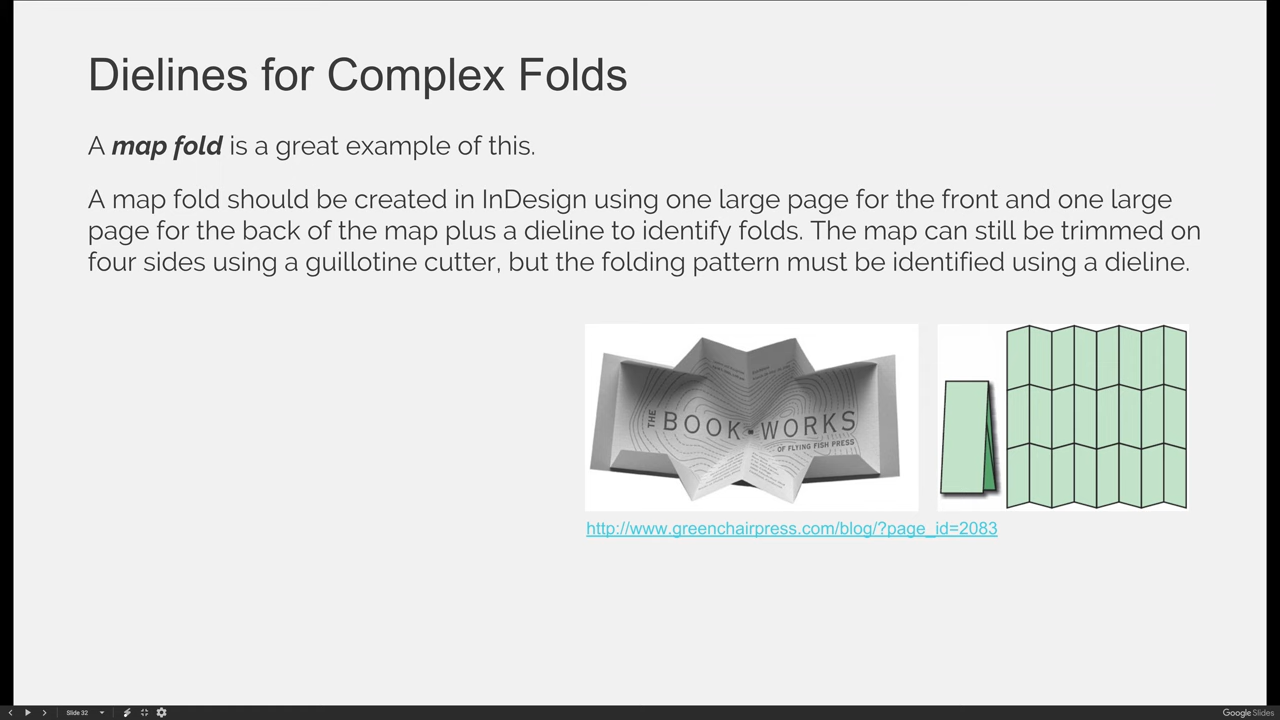 Dielines for Complex Folds
A map fold is a great example of this.
A map fold should be created in InDesign using one large page for the front and one large
page for the back of the map plus a dieline to identify folds. The map can still be trimmed on
four sides using a guillotine cutter, but the folding pattern must be identified using a dieline.
THE BOOK WORKS
OF FLYING FISH PRESS
http://www.greenchairpress.com/blog/?page_id=2083
Slide 32
Google Slides